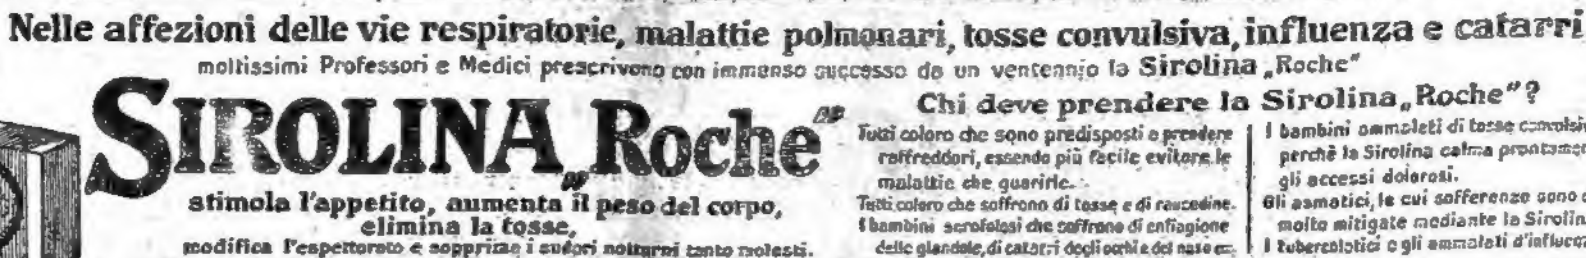 Nelle affezioni delle vie respiratorie, malattie polmonari, tosse convulsiva, influenza e catarri
moltissimi Professori e Medici prescrivono con immenso successo da un ventennio la Sirolina „Roche”
SIROLINA „Roche”
stimola l'appetito, aumenta il peso del corpo,
elimina la tosse,
modifica l'espettorato e sopprime i sudori notturni tanto molesti.
Chi deve prendere la Sirolina „Roche”?
Tutti coloro che sono predisposti a prendere
raffreddori, essendo più facile evitare le
malattie che guarirle.
Tutti coloro che soffrono di tosse e di raucedine.
I bambini scrofolosi che soffrono di enfiagione
delle glandole, di catarri degli occhi e del naso
I bambini ammalati di tosse
perchè la Sirolina calma
gli accessi dolorosi.
Gli asmatici, le cui sofferenze sono
molto mitigate mediante la
I tubercolotici e gli ammalati